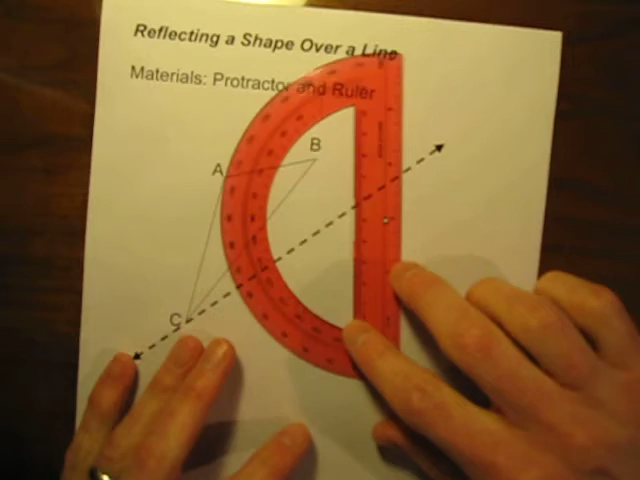 Reflecting a Shape Over a Line
Materials: Protractor and Ruler
B
A
C